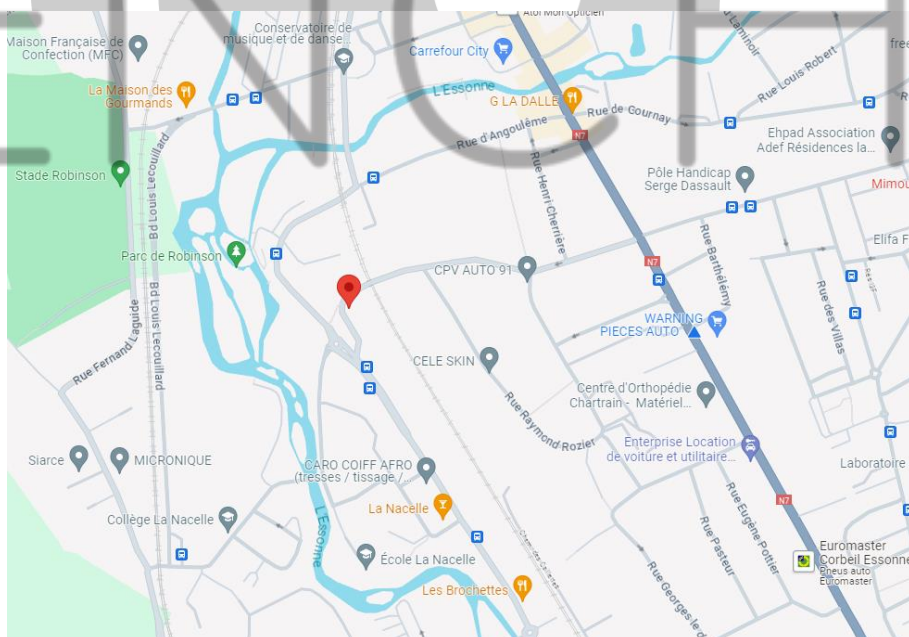 Atol Mon Opticien
Maison Française de
Confection (MFC)
Conservatoire de
musique et de danse...
Carrefour City
La Maison des
Gourmands
L'Essonne
G LA DALLE
Rue de Gournay
N7
Rue d'Angoulême
Rue Louis Robert
Ehpad Association
Adef Résidences la...
Stade Robinson
Bd Louis Lecouillard
Rue Henri Cherrière
Pôle Handicap
Serge Dassault
Parc de Robinson
CPV AUTO 91
N7
Rue Barthélémy
Elifa F
Bd Louis Lecouillard
Rue Fernand Laguide
WARNING
PIECES AUTO
Rue des Villas
CELE SKIN
Centre d'Orthopédie
Chartrain - Matériel...
Rue Raymond Roziet
Enterprise Location
de voiture et utilitaire...
Siarce
MICRONIQUE
CARO COIFF AFRO
(tresses / tissage /...
Laboratoire
N7
La Nacelle
Collège La Nacelle
L'Essonne
Rue Pasteur
Rue Eugène Pottier
École La Nacelle
Euromaster
Corbeil Essonne
Pneus auto
Euromaster
Les Brochettes
Rue Georges le d